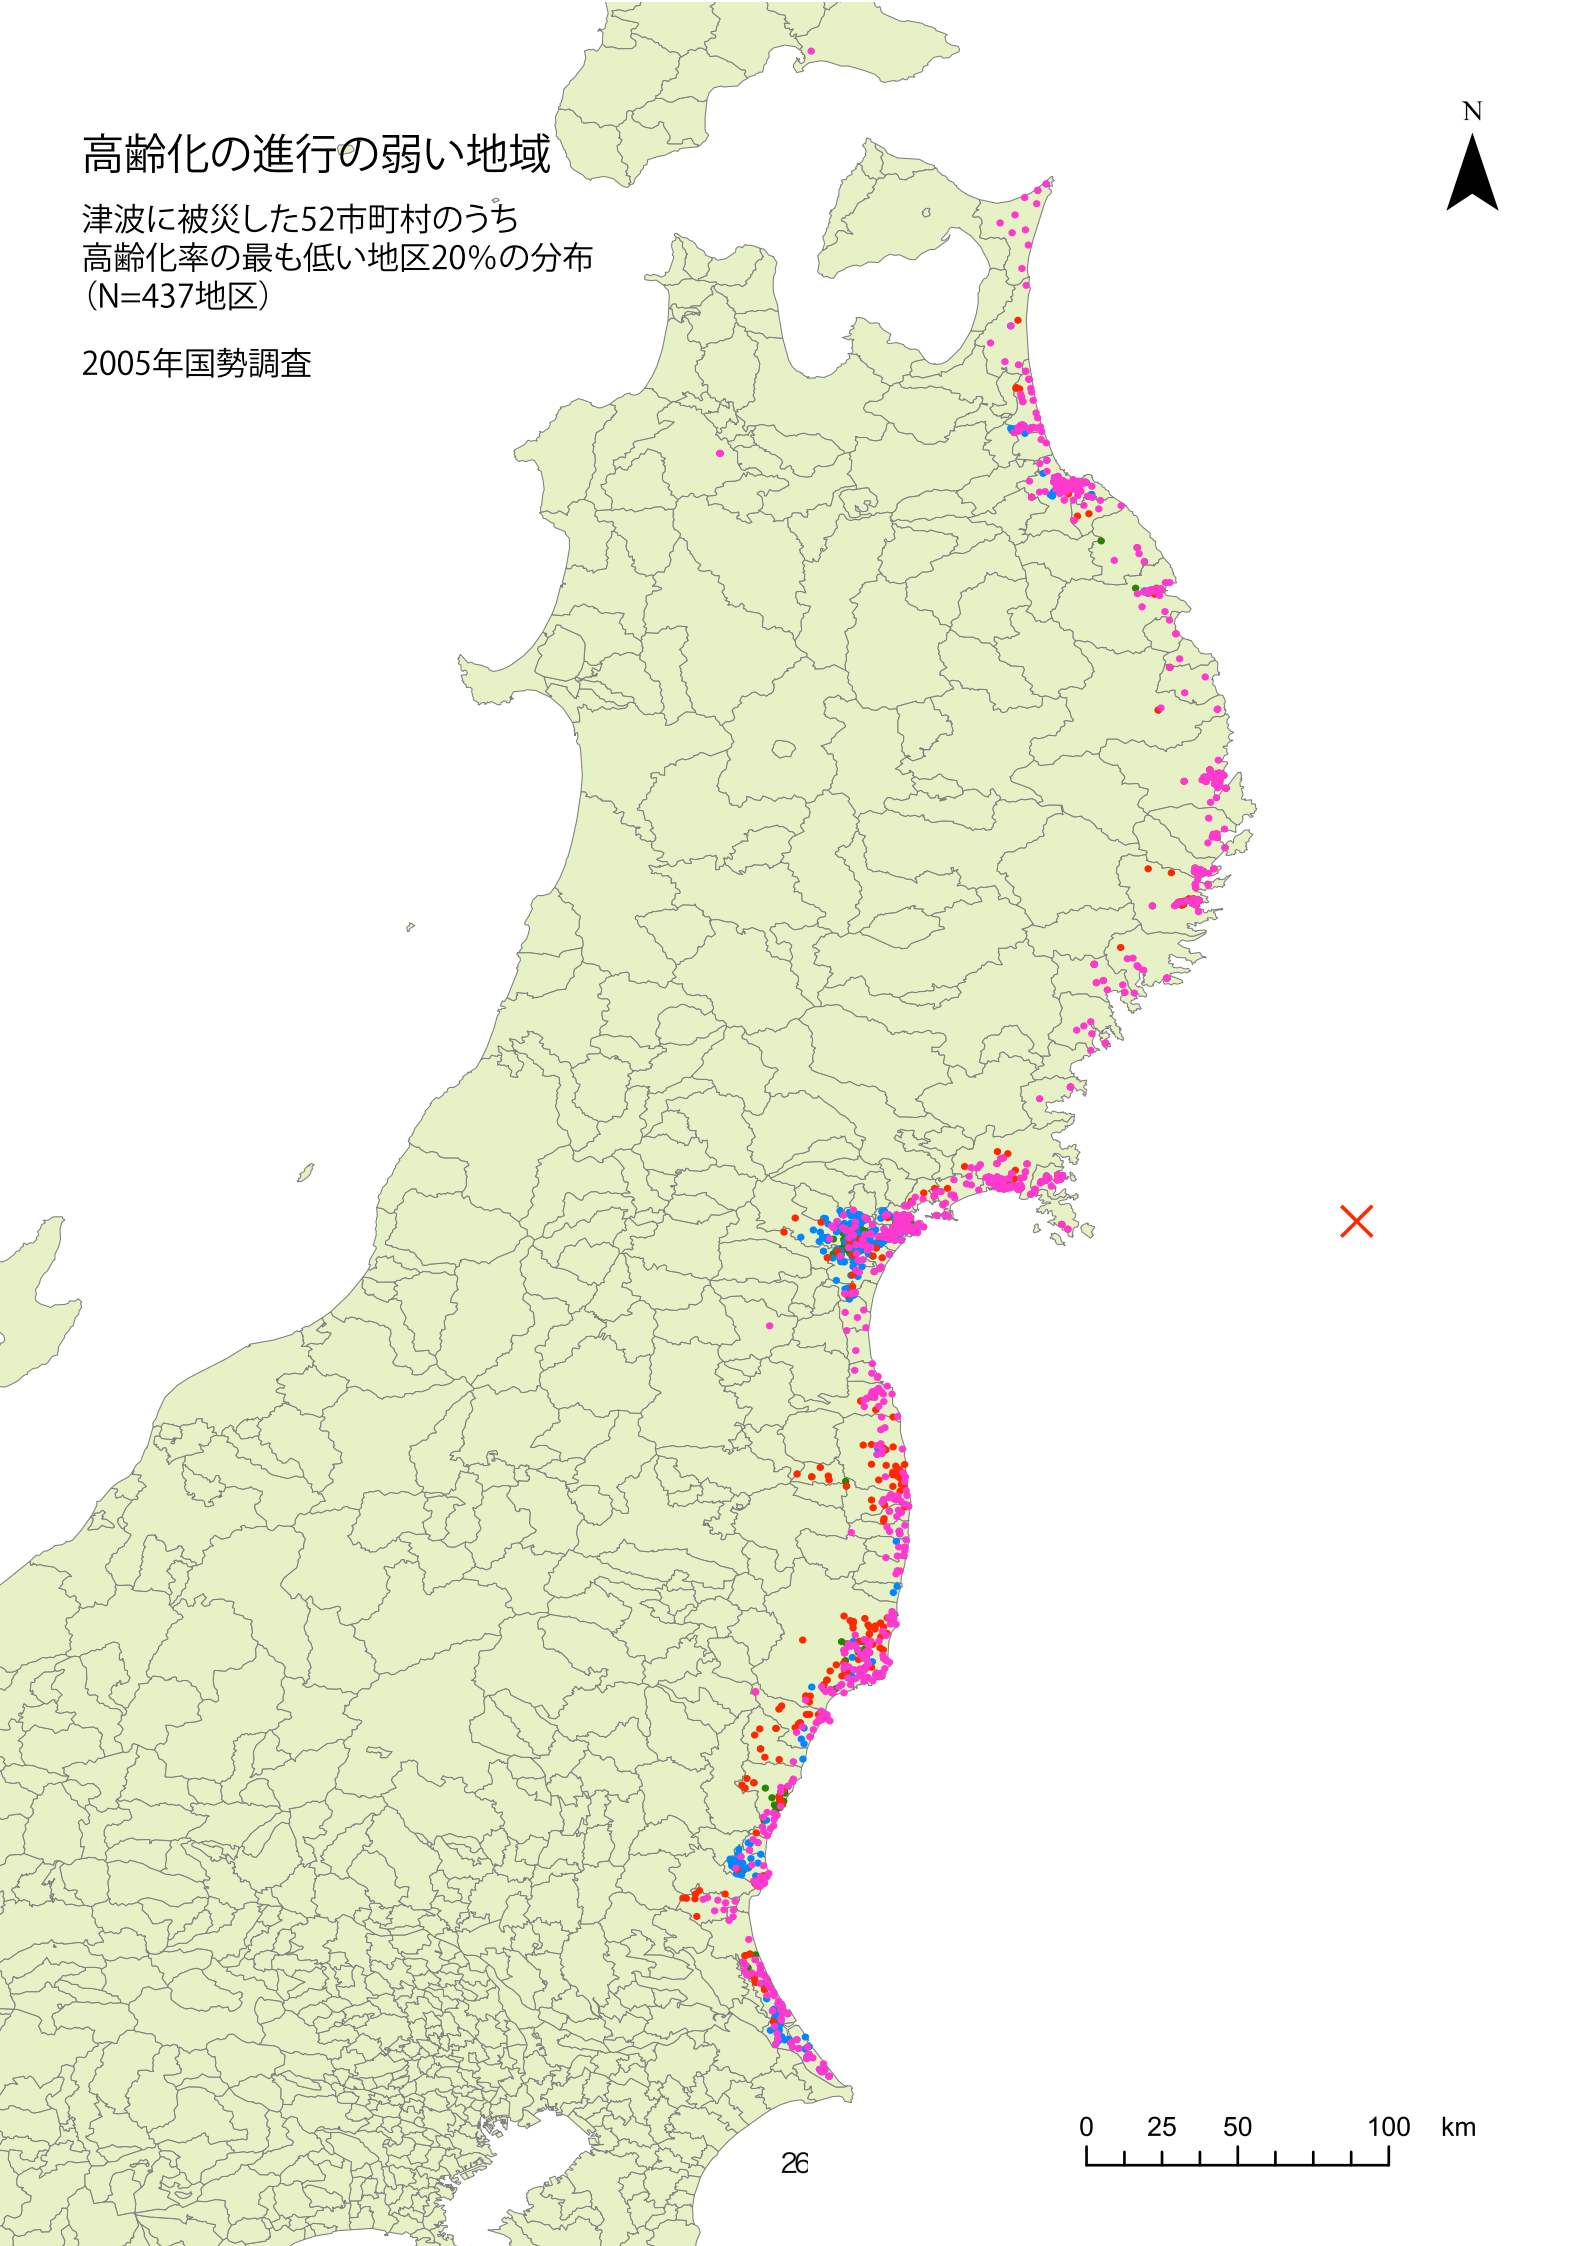 N
高齢化の進行の弱い地域
津波に被災した52市町村のうち
高齢化率の最も低い地区20%の分布
（N=437地区）
2005年国勢調査
0 25 50 100 km
26